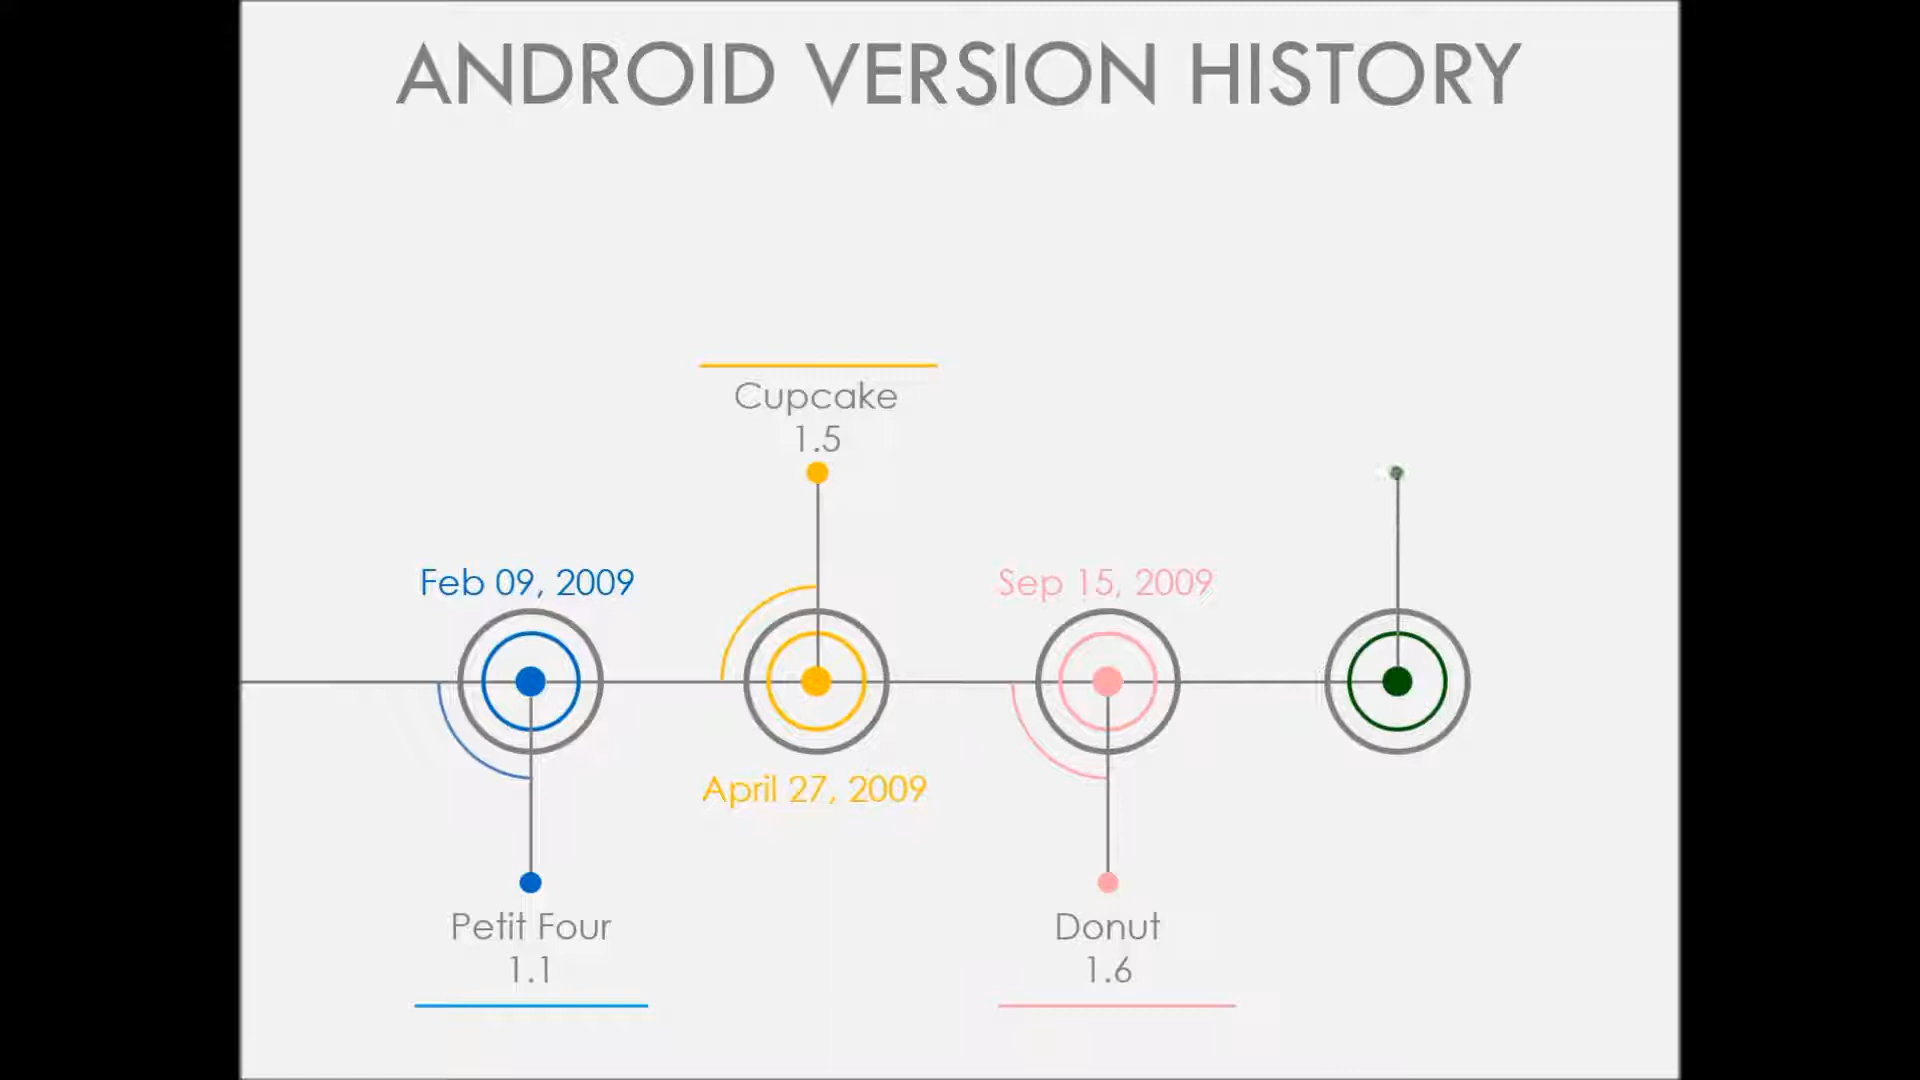 ANDROID VERSION HISTORY
Cupcake
1.5
Feb 09, 2009
Sep 15, 2009
April 27, 2009
Petit Four
1.1
Donut
1.6